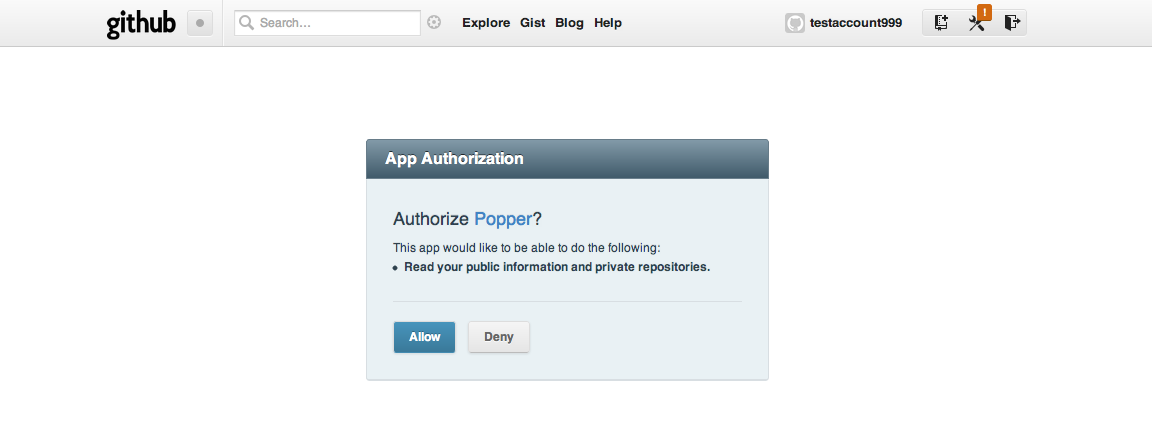 github
Search...
Explore Gist Blog Help
testaccount999
!
App Authorization
Authorize Popper?
This app would like to be able to do the following:
• Read your public information and private repositories.
Allow Deny